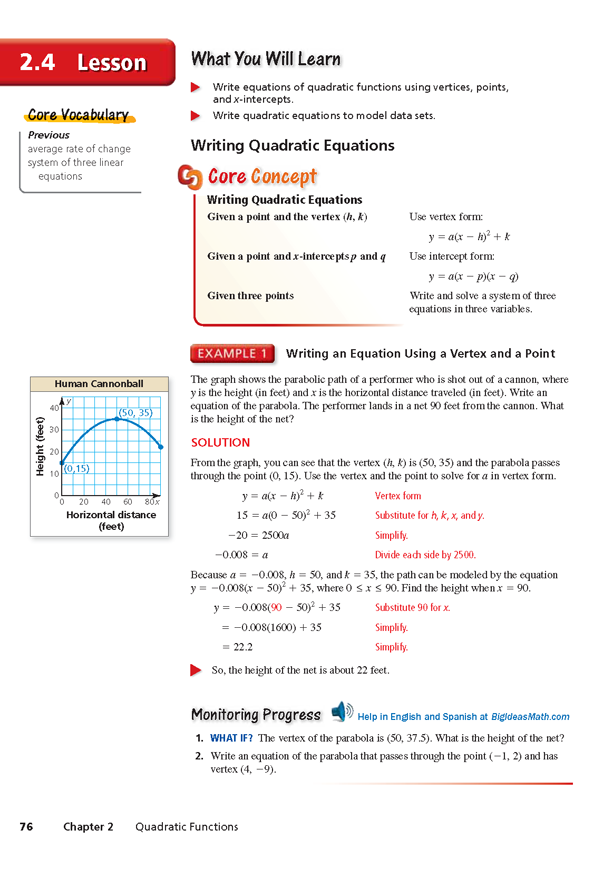 2.4 Lesson
What You Will Learn
Write equations of quadratic functions using vertices, points,
and x-intercepts.
Write quadratic equations to model data sets.
Core Vocabulary
Previous
average rate of change
system of three linear
equations
Writing Quadratic Equations
Core Concept
Writing Quadratic Equations
Given a point and the vertex (h, k) Use vertex form:
y = a(x − h)² + k
Given a point and x-intercepts p and q Use intercept form:
y = a(x − p)(x − q)
Given three points Write and solve a system of three
equations in three variables.
EXAMPLE 1 Writing an Equation Using a Vertex and a Point
Human Cannonball
y
40
30
20
10
0
(50, 35)
(0,15)
0 20 40 60 80 x
Height (feet)
Horizontal distance
(feet)
The graph shows the parabolic path of a performer who is shot out of a cannon, where
y is the height (in feet) and x is the horizontal distance traveled (in feet). Write an
equation of the parabola. The performer lands in a net 90 feet from the cannon. What
is the height of the net?
SOLUTION
From the graph, you can see that the vertex (h, k) is (50, 35) and the parabola passes
through the point (0, 15). Use the vertex and the point to solve for a in vertex form.
y = a(x − h)² + k Vertex form
15 = a(0 − 50)² + 35 Substitute for h, k, x, and y.
−20 = 2500a Simplify.
−0.008 = a Divide each side by 2500.
Because a = −0.008, h = 50, and k = 35, the path can be modeled by the equation
y = −0.008(x − 50)² + 35, where 0 ≤ x ≤ 90. Find the height when x = 90.
y = −0.008(90 − 50)² + 35 Substitute 90 for x.
= −0.008(1600) + 35 Simplify.
= 22.2 Simplify.
So, the height of the net is about 22 feet.
Monitoring Progress Help in English and Spanish at BigIdeasMath.com
1. WHAT IF? The vertex of the parabola is (50, 37.5). What is the height of the net?
2. Write an equation of the parabola that passes through the point (−1, 2) and has
vertex (4, −9).
76 Chapter 2 Quadratic Functions